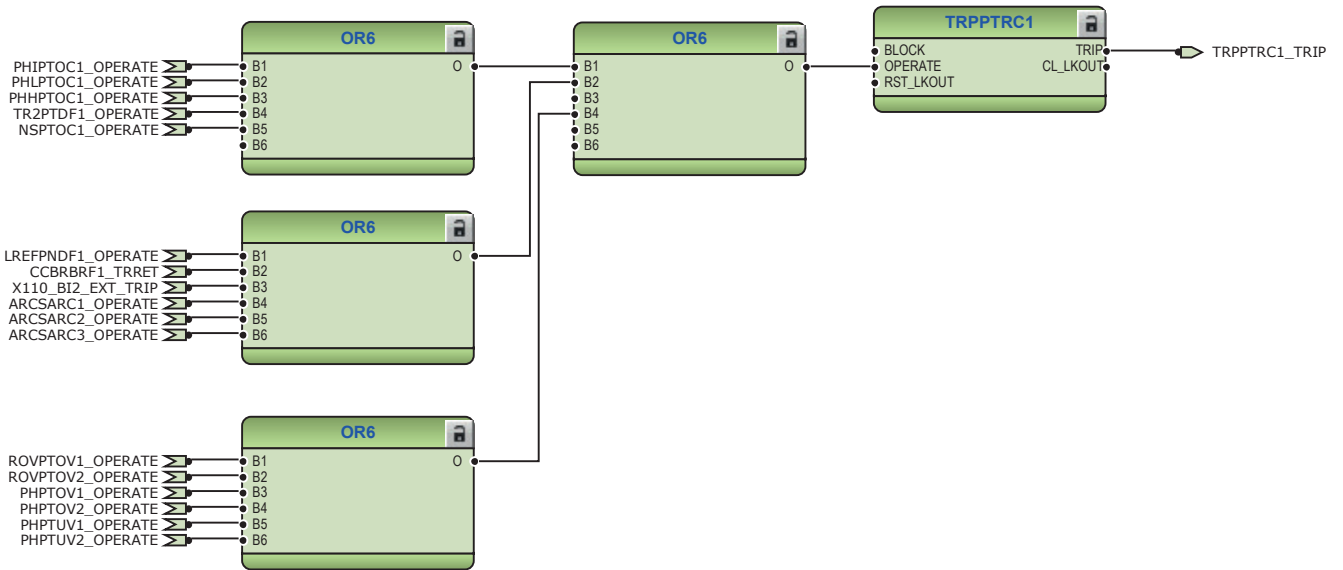 OR6
PHIPTOC1_OPERATE B1 O
PHLPTOC1_OPERATE B2
PHHPTOC1_OPERATE B3
TR2PTDF1_OPERATE B4
NSPTOC1_OPERATE B5
B6
OR6
B1 O
B2
B3
B4
B5
B6
TRPPTRC1
BLOCK TRIP
OPERATE CL_LKOUT
RST_LKOUT
TRPPTRC1_TRIP
OR6
LREFPNDF1_OPERATE B1 O
CCBRBRF1_TRRET B2
X110_BI2_EXT_TRIP B3
ARCSARC1_OPERATE B4
ARCSARC2_OPERATE B5
ARCSARC3_OPERATE B6
OR6
ROVPTOV1_OPERATE B1 O
ROVPTOV2_OPERATE B2
PHPTOV1_OPERATE B3
PHPTOV2_OPERATE B4
PHPTUV1_OPERATE B5
PHPTUV2_OPERATE B6